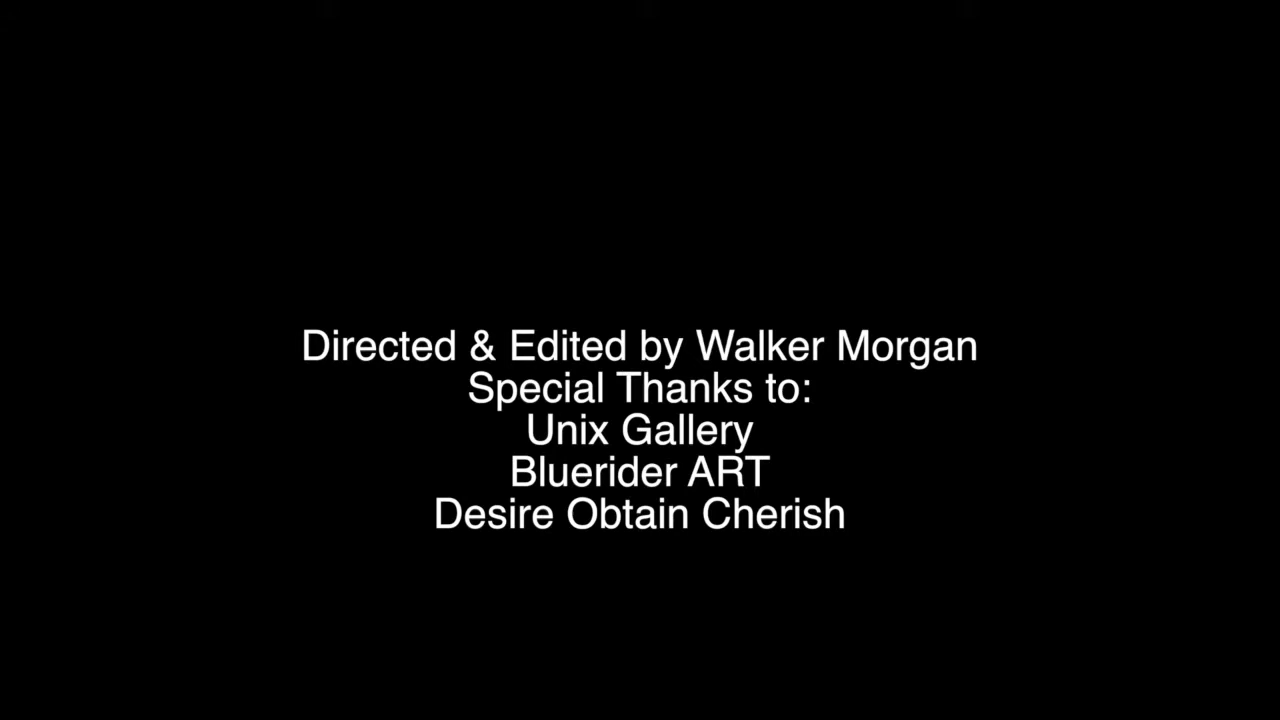 Directed & Edited by Walker Morgan
Special Thanks to:
Unix Gallery
Bluerider ART
Desire Obtain Cherish